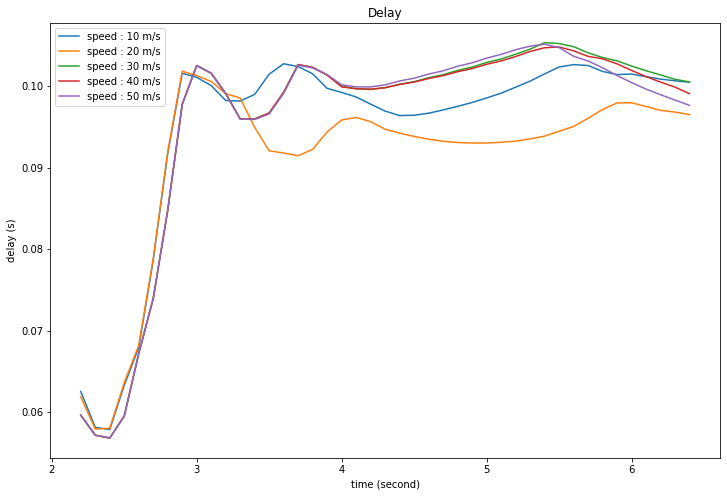 Delay
speed : 10 m/s
speed : 20 m/s
speed : 30 m/s
speed : 40 m/s
speed : 50 m/s
0.10
0.09
0.08
0.07
0.06
delay (s)
2 3 4 5 6
time (second)